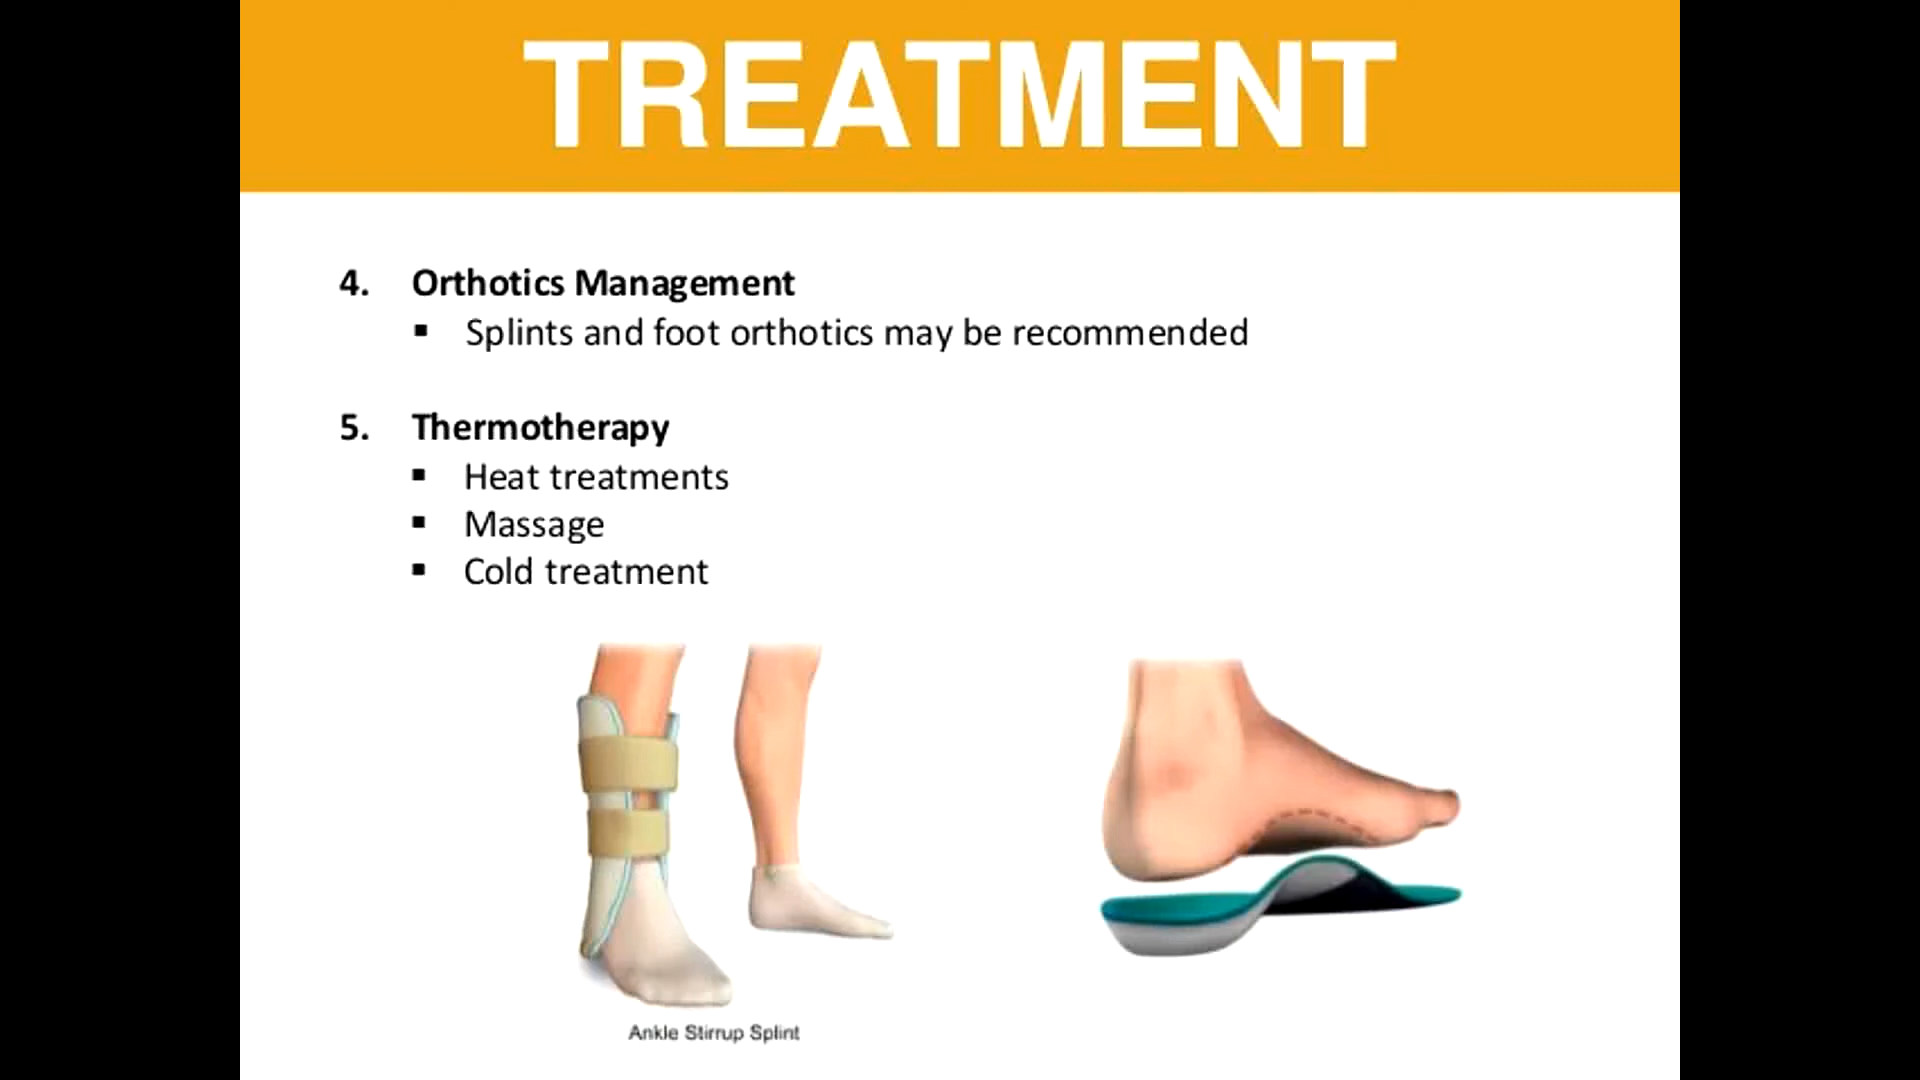 TREATMENT
4. Orthotics Management
▪ Splints and foot orthotics may be recommended
5. Thermotherapy
▪ Heat treatments
▪ Massage
▪ Cold treatment
Ankle Stirrup Splint